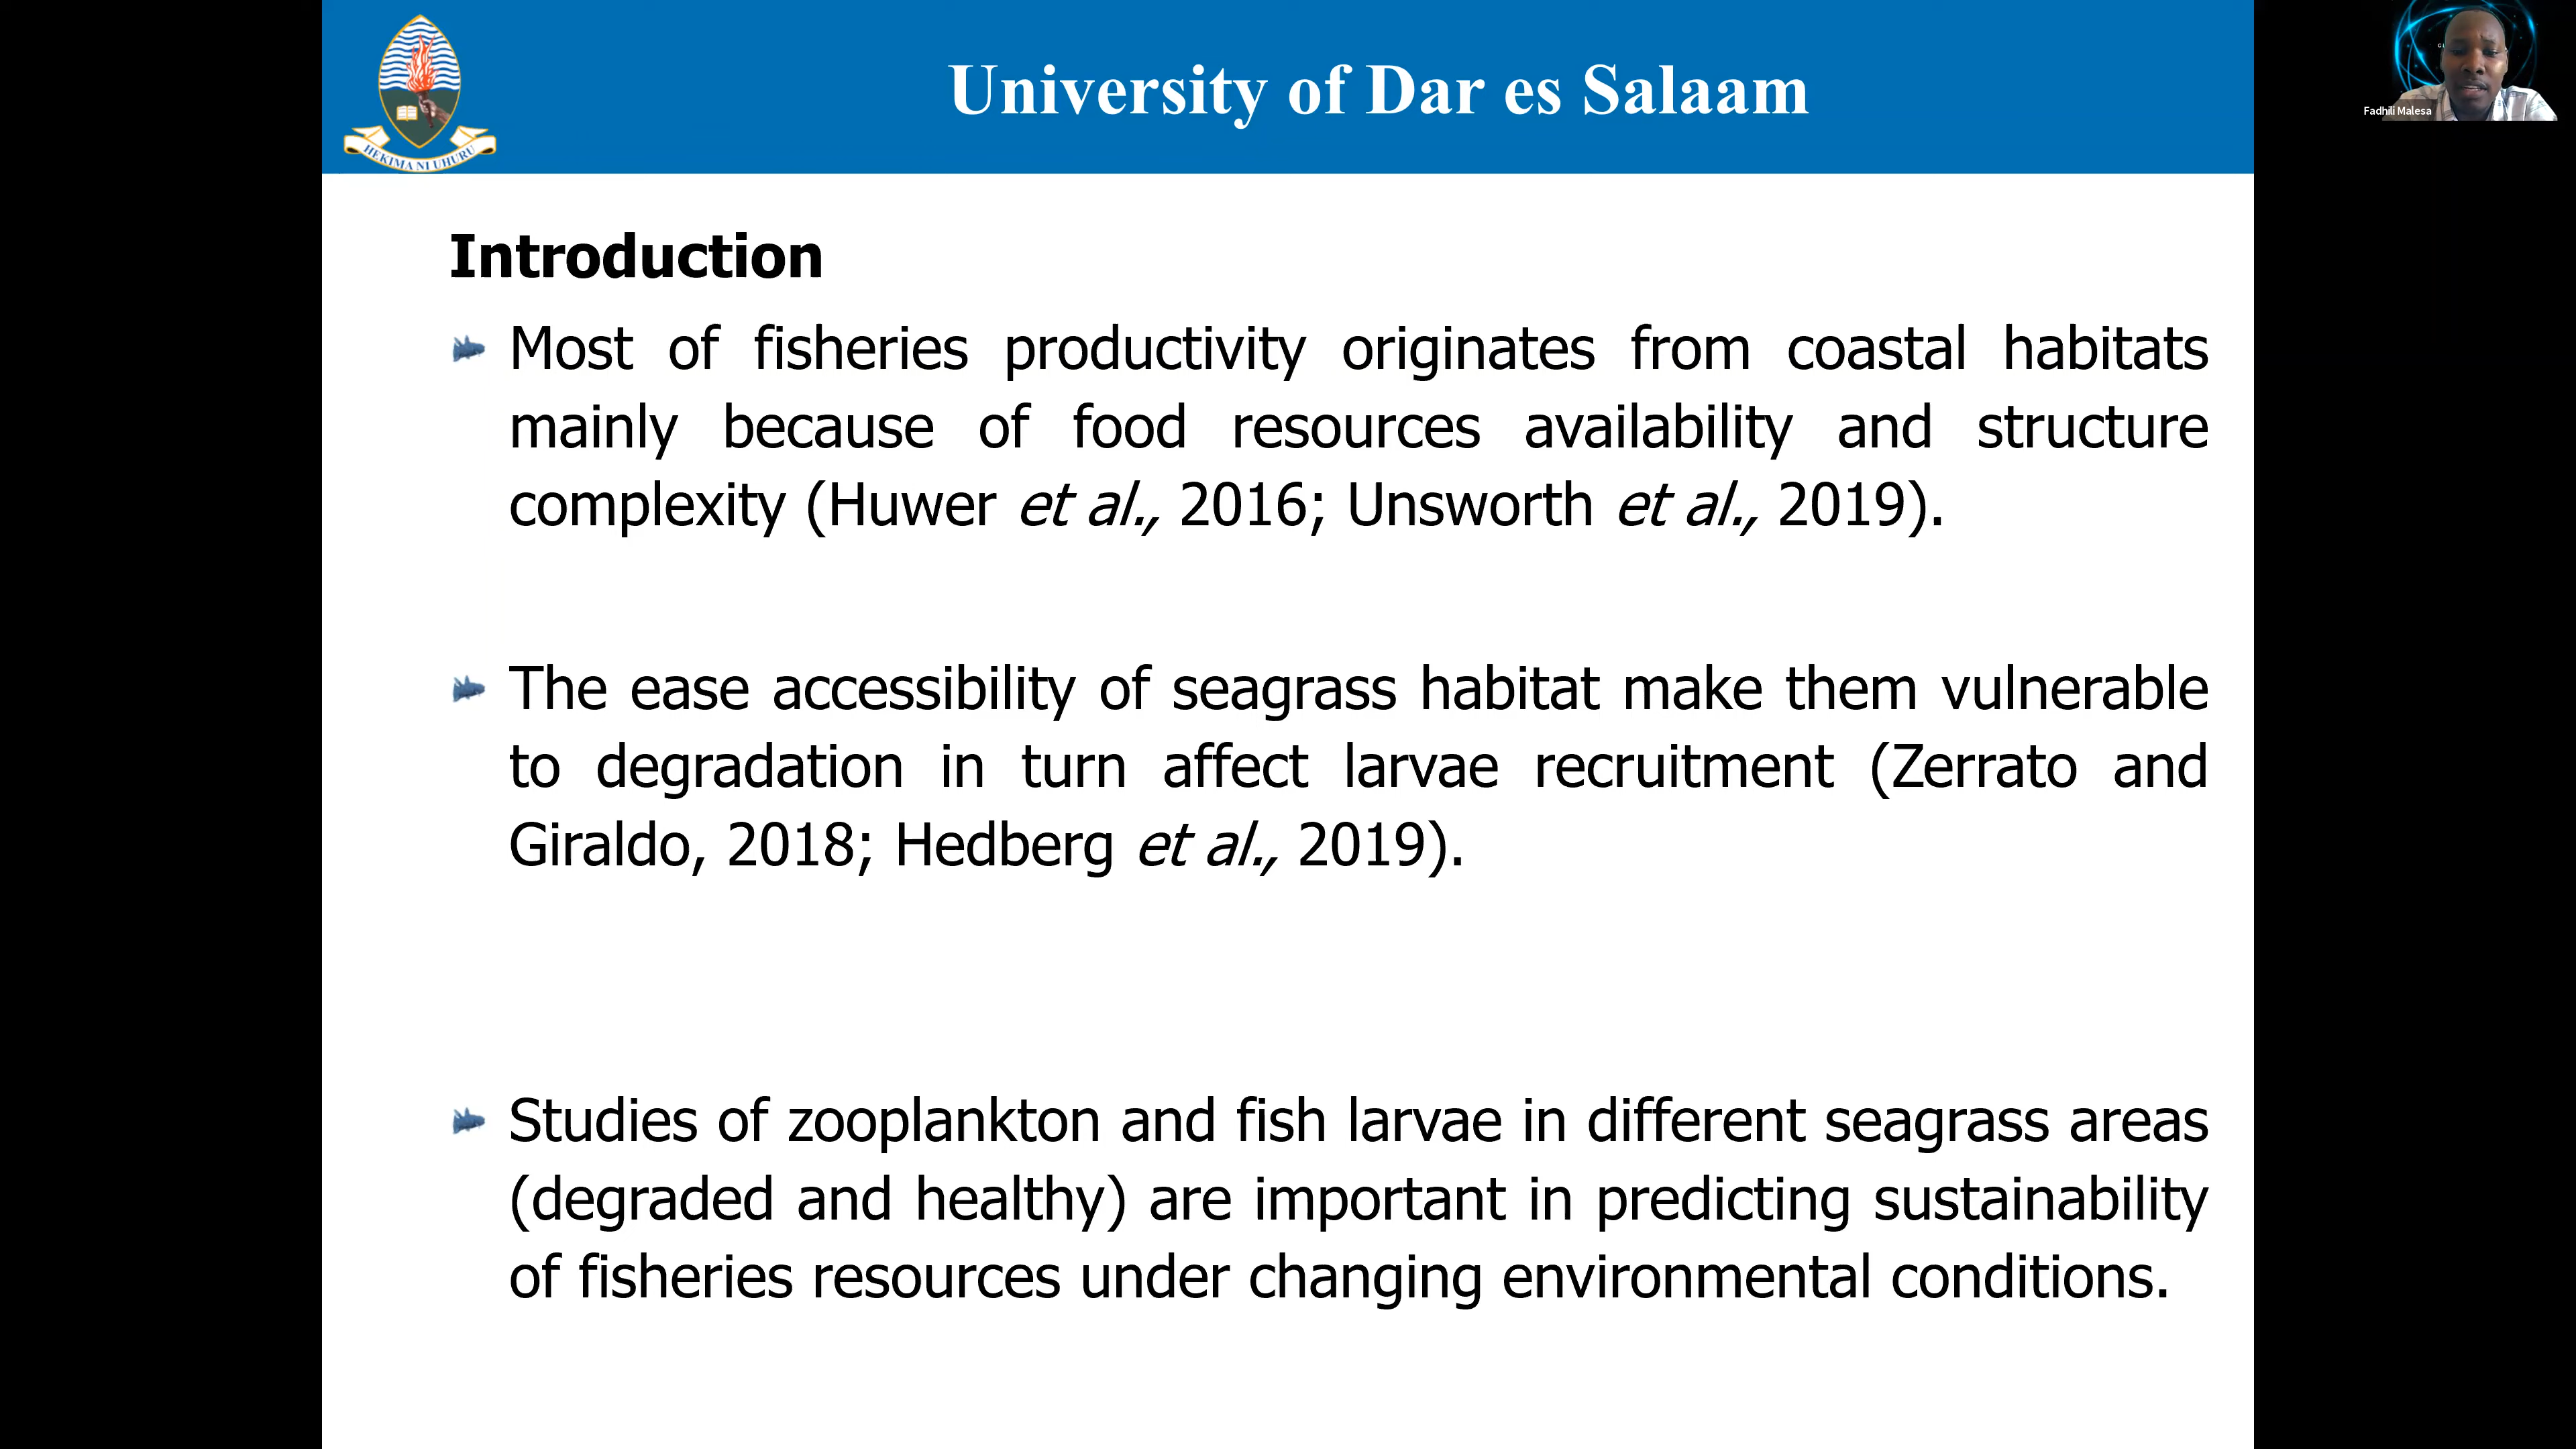 HEKIMA NI UHURU
University of Dar es Salaam
Fadhili Malesa
Introduction
Most of fisheries productivity originates from coastal habitats
mainly because of food resources availability and structure
complexity (Huwer et al., 2016; Unsworth et al., 2019).
The ease accessibility of seagrass habitat make them vulnerable
to degradation in turn affect larvae recruitment (Zerrato and
Giraldo, 2018; Hedberg et al., 2019).
Studies of zooplankton and fish larvae in different seagrass areas
(degraded and healthy) are important in predicting sustainability
of fisheries resources under changing environmental conditions.